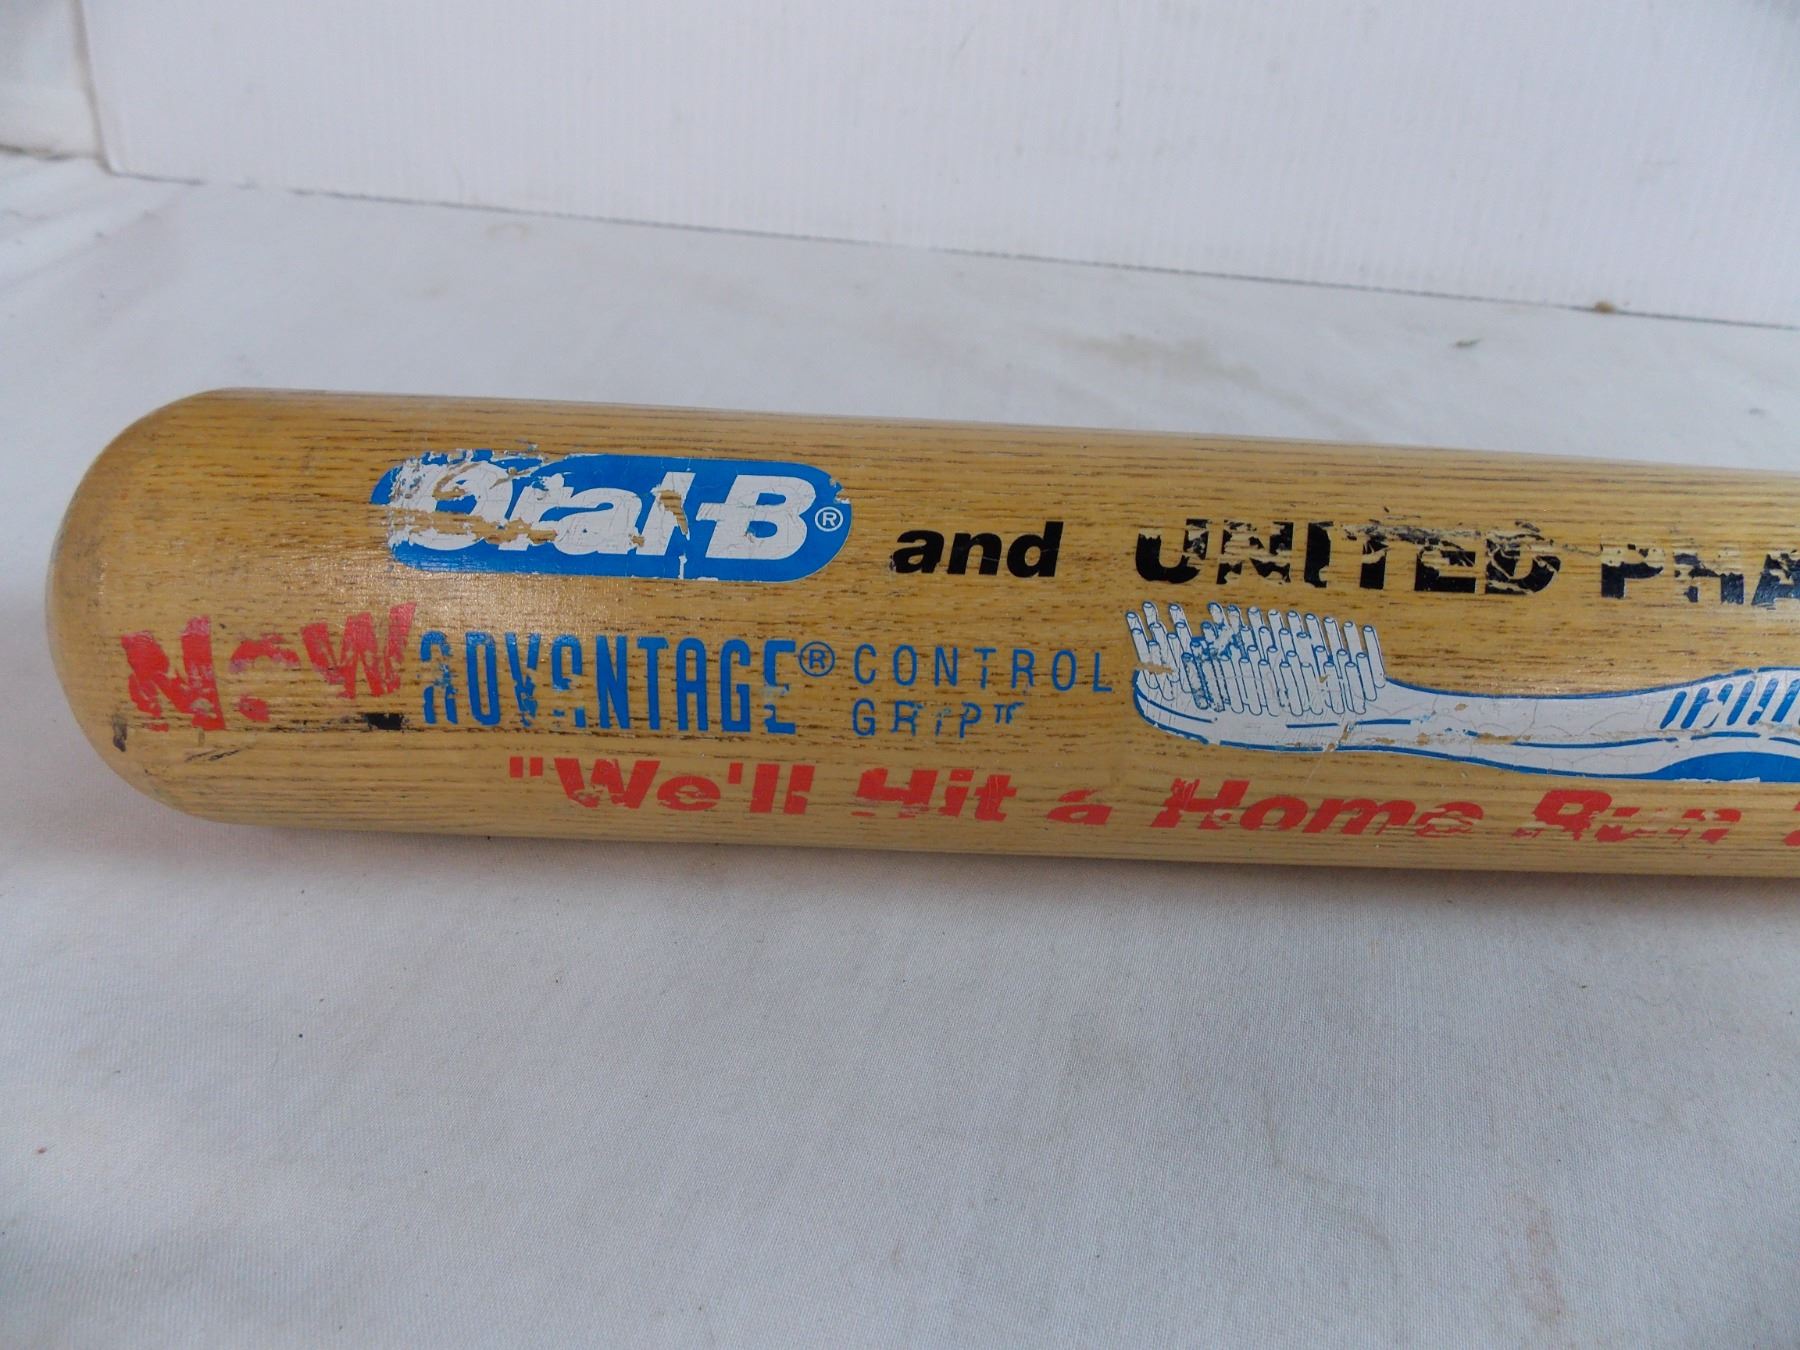 Oral-B® and UNITED PHA
New ADVANTAGE® CONTROL GRIP™
"We'll Hit a Home Run